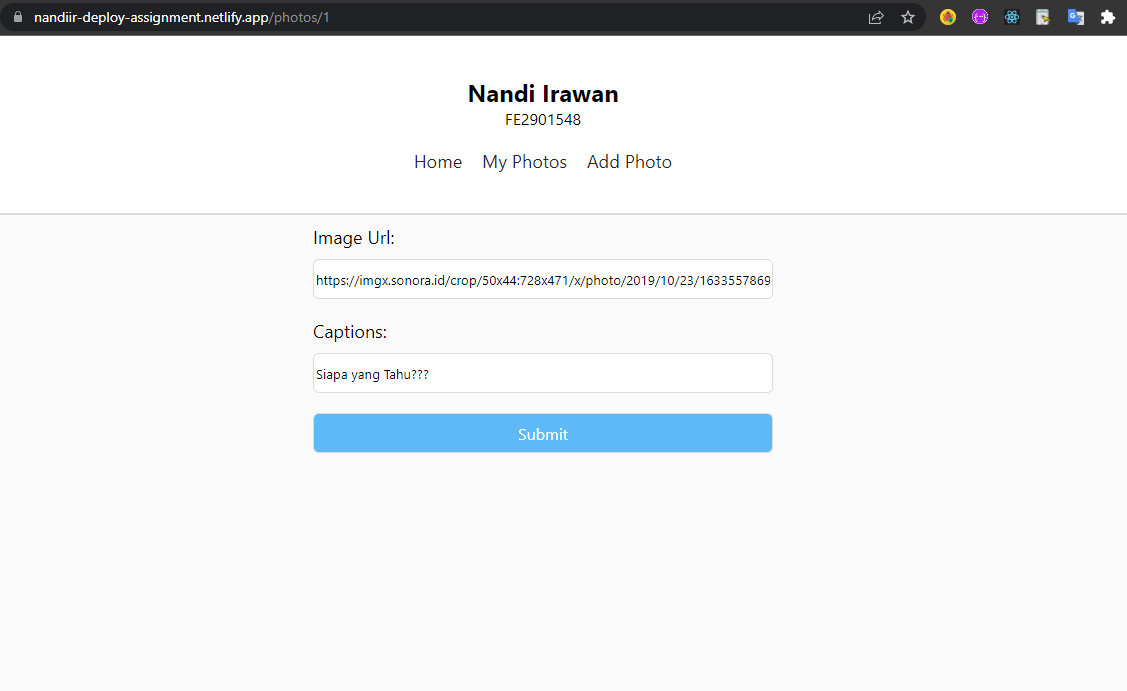 nandiir-deploy-assignment.netlify.app/photos/1
Nandi Irawan
FE2901548
Home My Photos Add Photo
Image Url:
https://imgx.sonora.id/crop/50x44:728x471/x/photo/2019/10/23/1633557869
Captions:
Siapa yang Tahu???
Submit